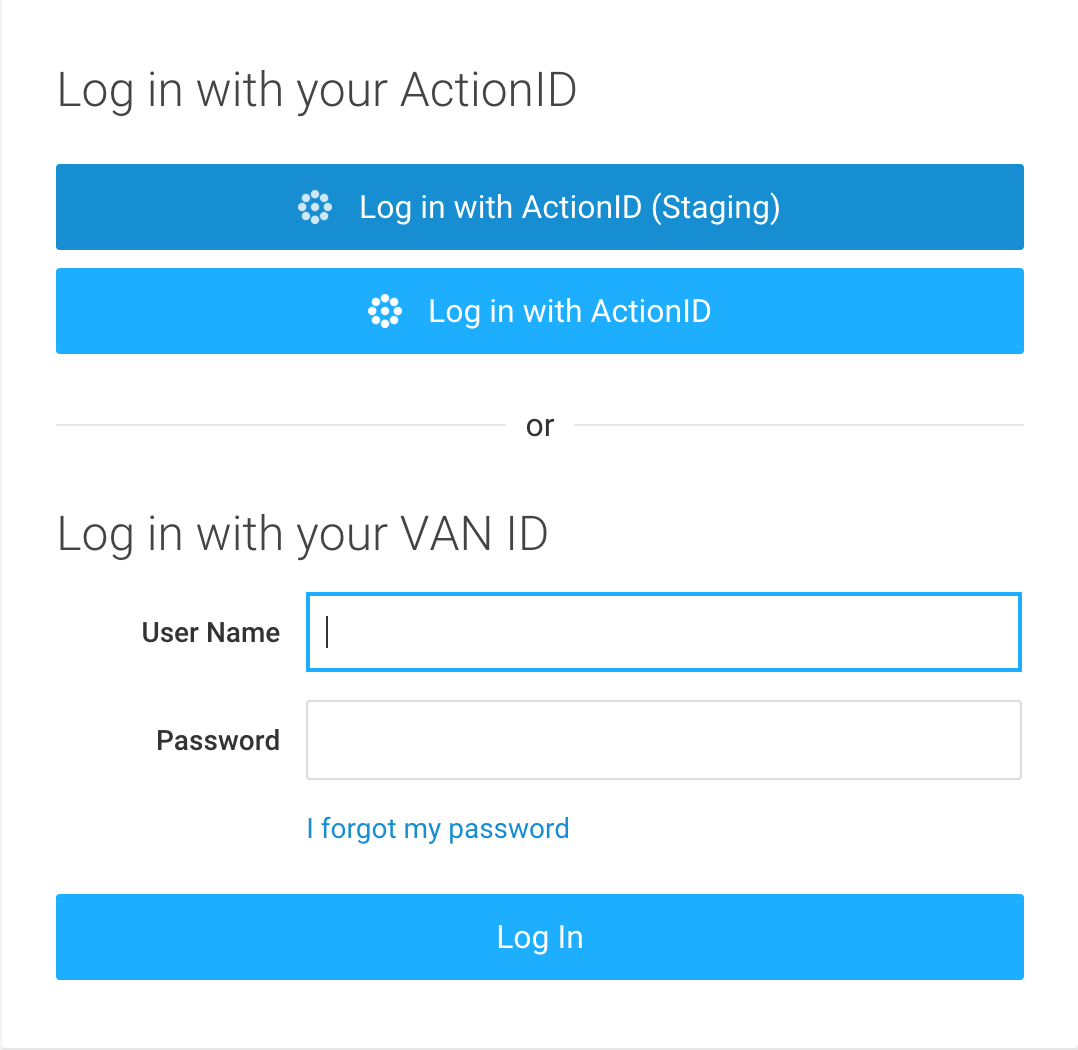 Log in with your ActionID
Log in with ActionID (Staging)
Log in with ActionID
or
Log in with your VAN ID
User Name
Password
I forgot my password
Log In